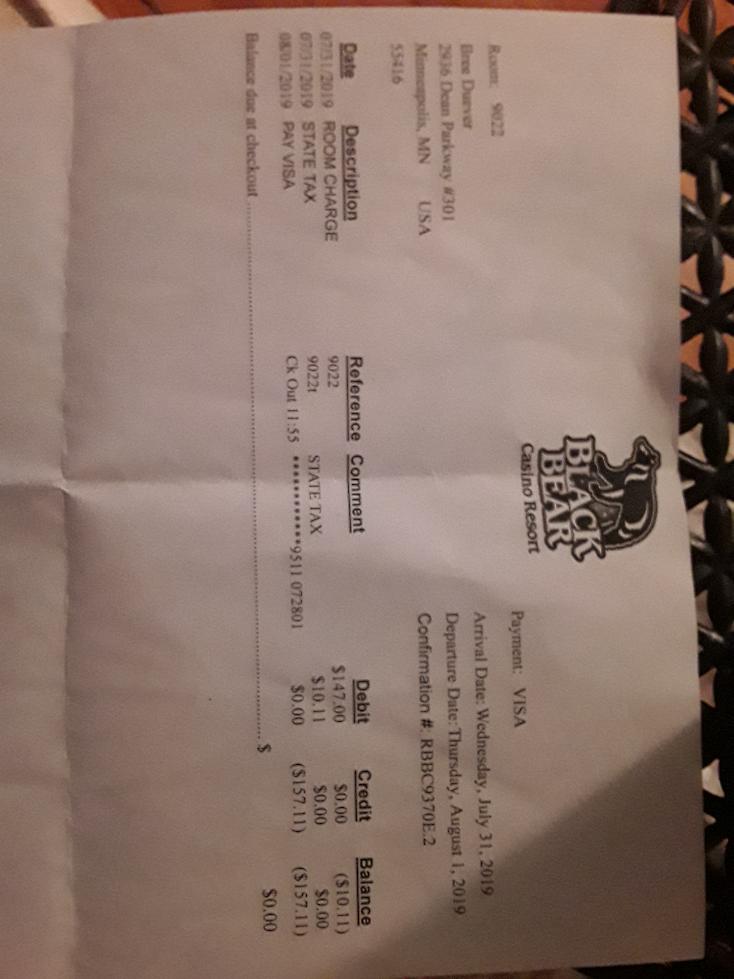 BLACK
BEAR
Casino Resort
Room: 9022
Bree Duever
2936 Dean Parkway #301
Minneapolis, MN USA
55416
Payment: VISA
Arrival Date: Wednesday, July 31, 2019
Departure Date: Thursday, August 1, 2019
Confirmation #: RBBC9370E.2
Date Description Reference Comment Debit Credit Balance
07/31/2019 ROOM CHARGE 9022 $147.00 $0.00 ($10.11)
07/31/2019 STATE TAX 9022t STATE TAX $10.11 $0.00 $0.00
08/01/2019 PAY VISA Ck Out 11:55 ************9511 072801 $0.00 ($157.11) ($157.11)
Balance due at checkout ........................................ $ $0.00